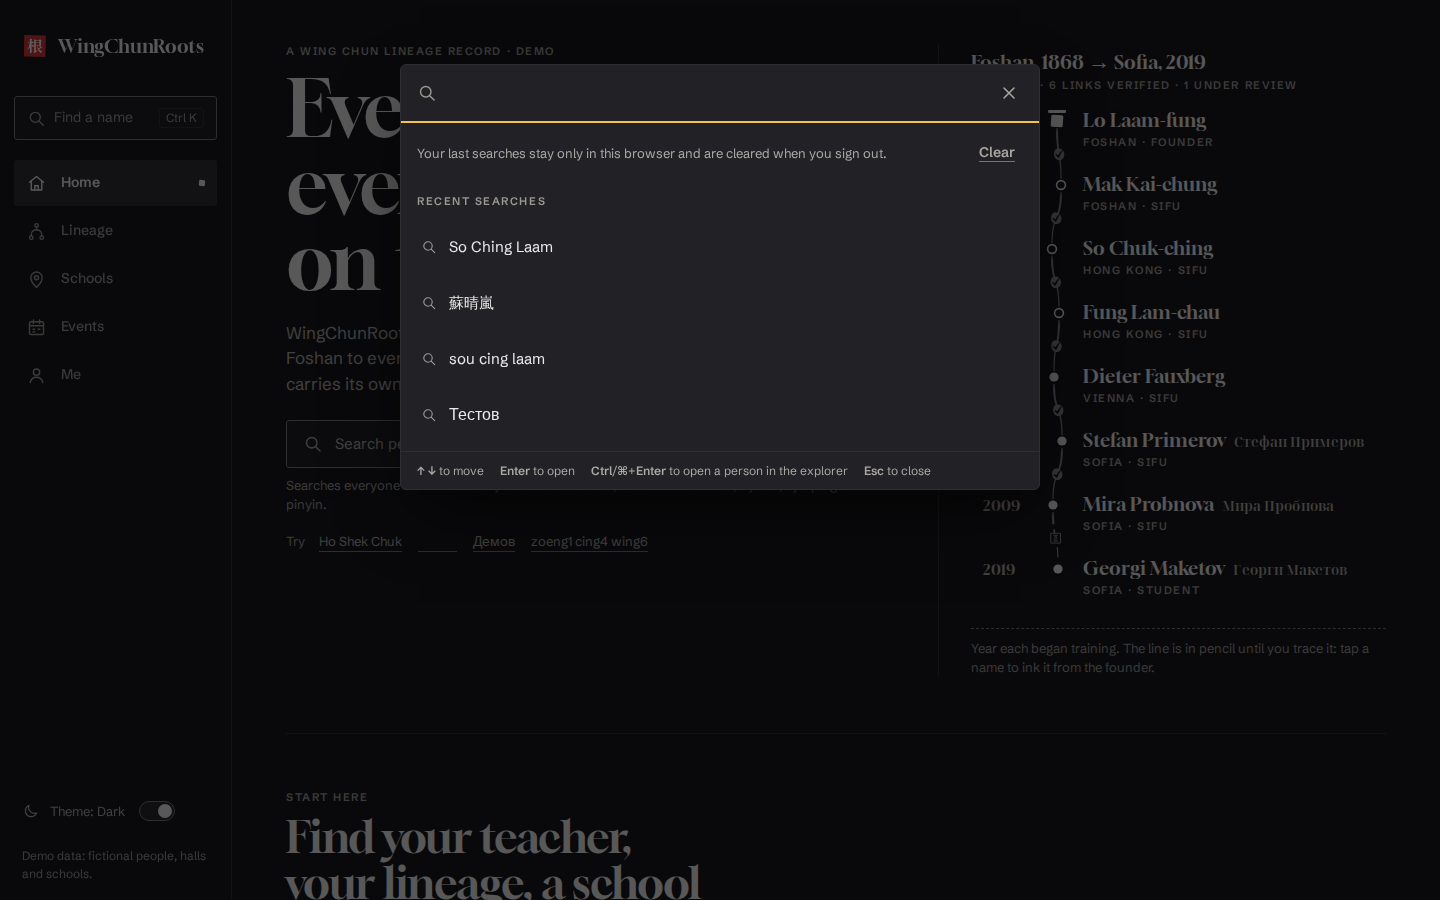 根 WingChunRoots
Find a name Ctrl K
Home
Lineage
Schools
Events
Me
Theme: Dark
Demo data: fictional people, halls
and schools.
A WING CHUN LINEAGE RECORD · DEMO
Your last searches stay only in this browser and are cleared when you sign out. Clear
RECENT SEARCHES
So Ching Laam
蘇晴嵐
sou cing laam
Тестов
↑↓ to move Enter to open Ctrl/⌘+Enter to open a person in the explorer Esc to close
on
WingChunRoots
Foshan to
carries its own
Search
Searches everyone
pinyin.
Try Ho Shek Chuk Демов zoeng1 cing4 wing6
Foshan, 1868 → Sofia, 2019
· 6 LINKS VERIFIED · 1 UNDER REVIEW
Lo Laam-fung
FOSHAN · FOUNDER
Mak Kai-chung
FOSHAN · SIFU
So Chuk-ching
HONG KONG · SIFU
Fung Lam-chau
HONG KONG · SIFU
Dieter Fauxberg
VIENNA · SIFU
Stefan Primerov Стефан Примеров
SOFIA · SIFU
2009 Mira Probnova Мира Пробнова
SOFIA · SIFU
2019 Georgi Maketov Георги Макетов
SOFIA · STUDENT
Year each began training. The line is in pencil until you trace it: tap a
name to ink it from the founder.
START HERE
Find your teacher,
your lineage, a school